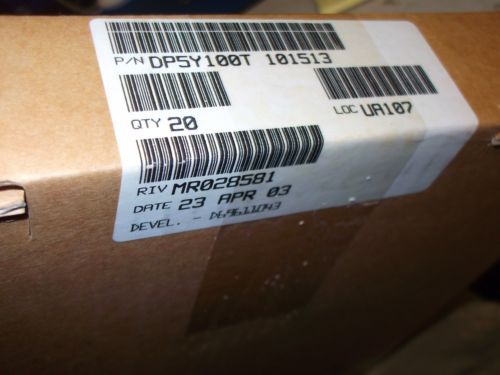 P/N DP5Y100T 101513
QTY 20
LOC UA107
RIV MR028581
DATE 23 APR 03
DEVEL. -